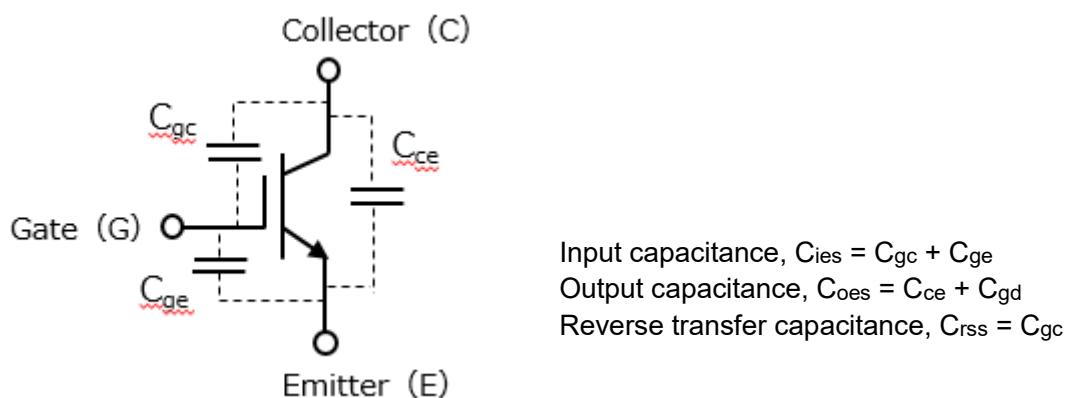 Collector（C）
Cgc
Cce
Gate（G）
Cge
Emitter（E）
Input capacitance, Cies = Cgc + Cge
Output capacitance, Coes = Cce + Cgd
Reverse transfer capacitance, Crss = Cgc